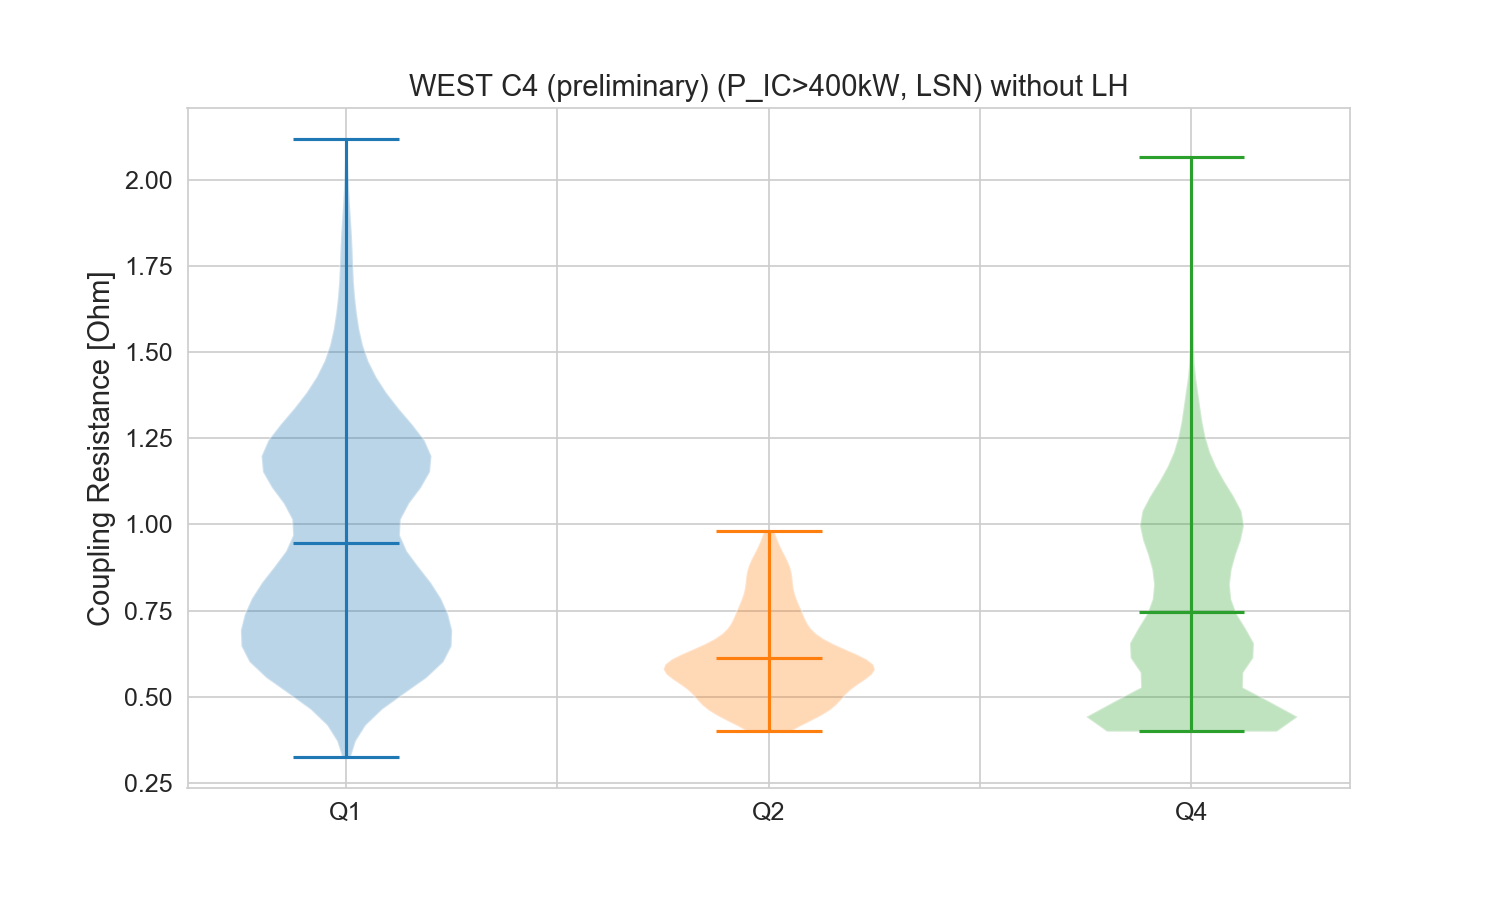 WEST C4 (preliminary) (P_IC>400kW, LSN) without LH
Coupling Resistance [Ohm]
2.00
1.75
1.50
1.25
1.00
0.75
0.50
0.25
Q1
Q2
Q4